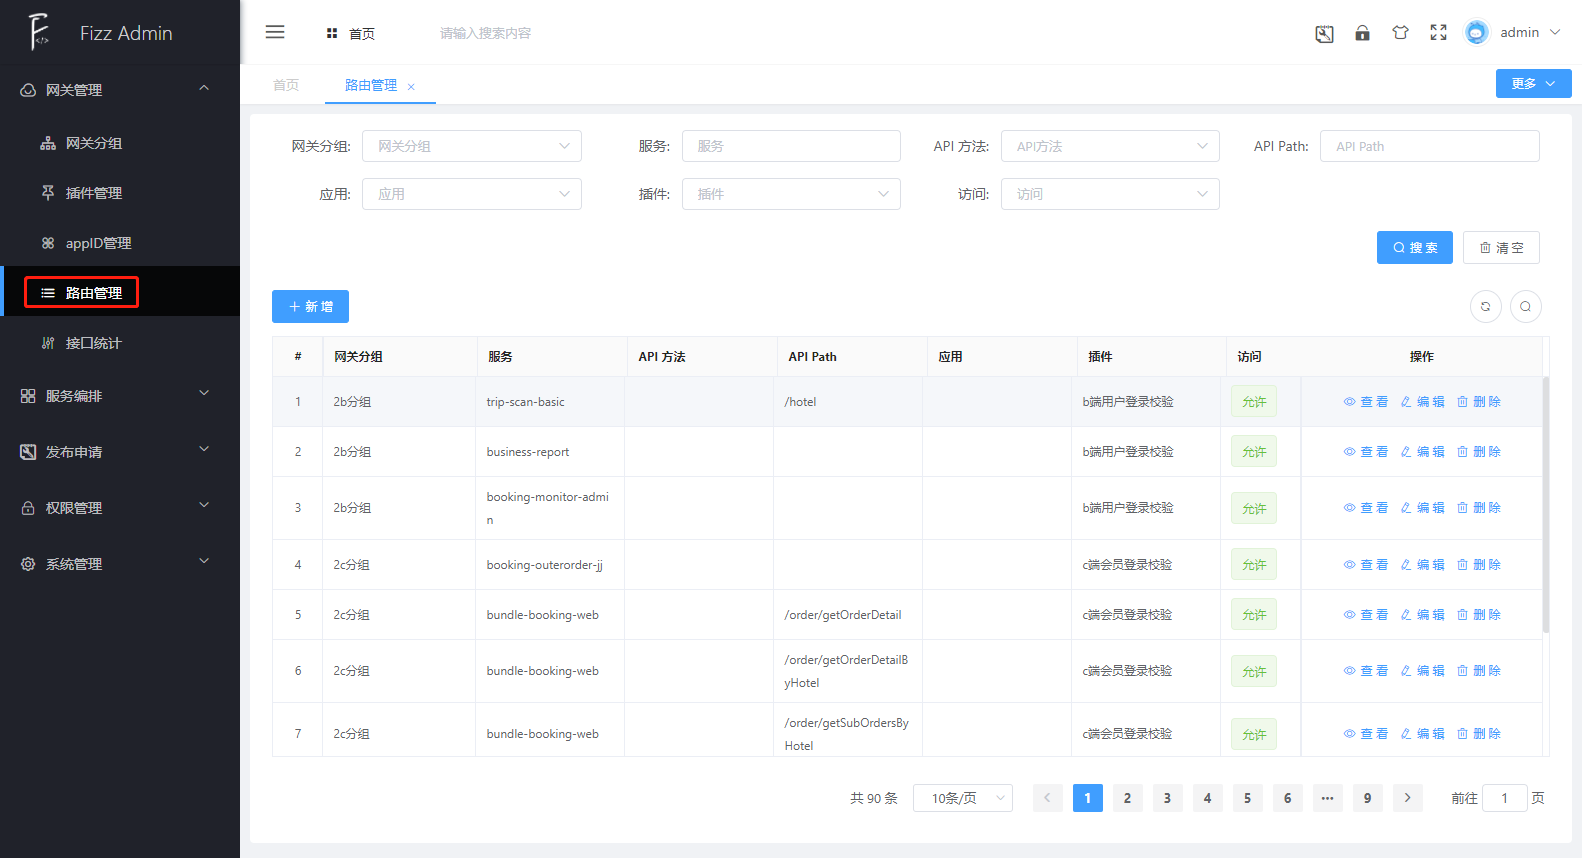 Fizz Admin
首页
请输入搜索内容
admin
网关管理
网关分组
插件管理
appID管理
路由管理
接口统计
服务编排
发布申请
权限管理
系统管理
首页 路由管理 ×
更多
网关分组: 网关分组 服务: 服务 API 方法: API方法 API Path: API Path
应用: 应用 插件: 插件 访问: 访问
搜索 清空
新增
# 网关分组 服务 API 方法 API Path 应用 插件 访问 操作
1 2b分组 trip-scan-basic /hotel b端用户登录校验 允许 查看 编辑 删除
2 2b分组 business-report b端用户登录校验 允许 查看 编辑 删除
3 2b分组 booking-monitor-admi
n b端用户登录校验 允许 查看 编辑 删除
4 2c分组 booking-outerorder-jj c端会员登录校验 允许 查看 编辑 删除
5 2c分组 bundle-booking-web /order/getOrderDetail c端会员登录校验 允许 查看 编辑 删除
6 2c分组 bundle-booking-web /order/getOrderDetailB
yHotel c端会员登录校验 允许 查看 编辑 删除
7 2c分组 bundle-booking-web /order/getSubOrdersBy
Hotel c端会员登录校验 允许 查看 编辑 删除
共 90 条 10条/页 1 2 3 4 5 6 ... 9 前往 1 页